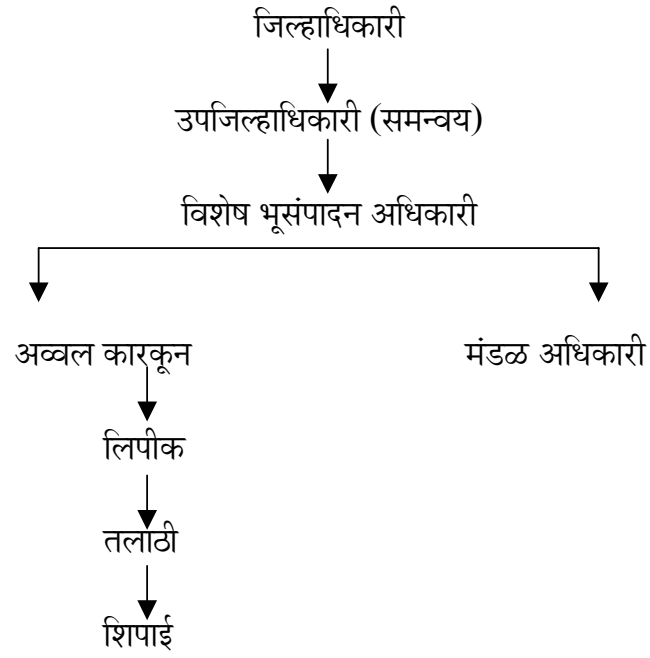 जिल्हाधिकारी
उपजिल्हाधिकारी (समन्वय)
विशेष भूसंपादन अधिकारी
अव्वल कारकून मंडळ अधिकारी
लिपीक
तलाठी
शिपाई